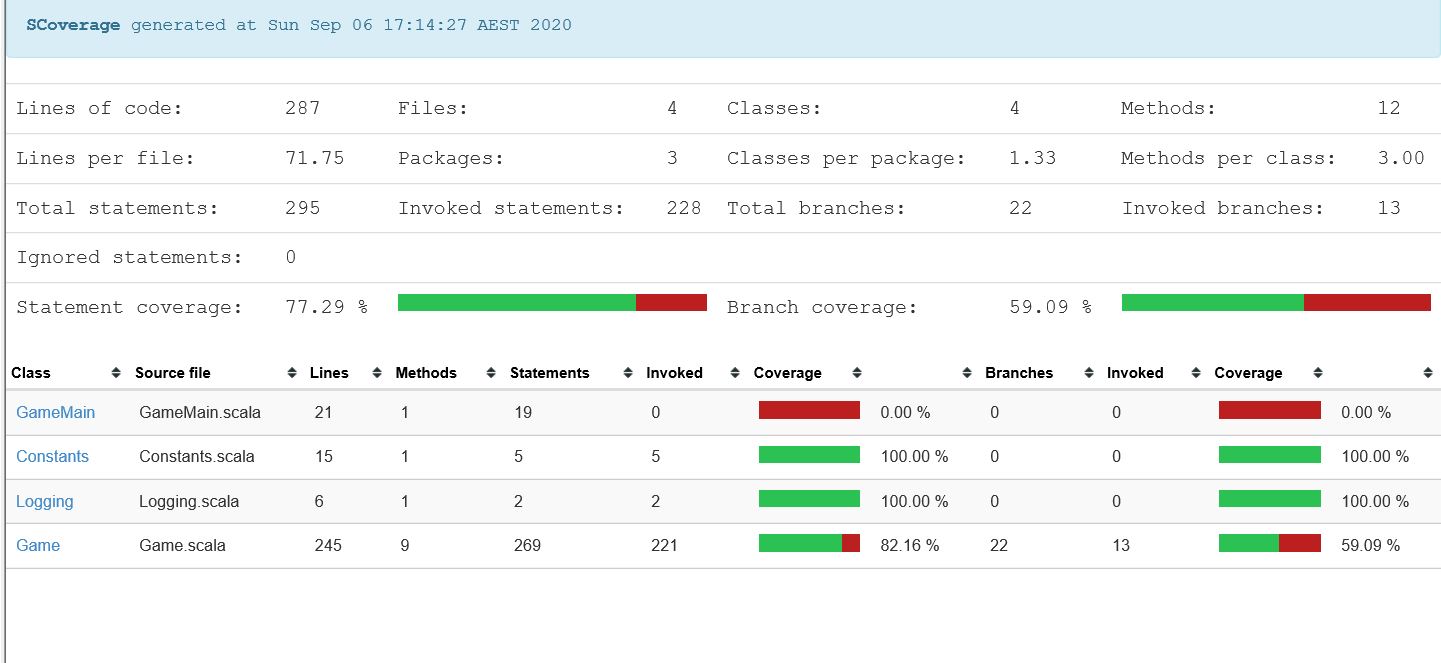 SCoverage generated at Sun Sep 06 17:14:27 AEST 2020
Lines of code: 287 Files: 4 Classes: 4 Methods: 12
Lines per file: 71.75 Packages: 3 Classes per package: 1.33 Methods per class: 3.00
Total statements: 295 Invoked statements: 228 Total branches: 22 Invoked branches: 13
Ignored statements: 0
Statement coverage: 77.29 % Branch coverage: 59.09 %
Class Source file Lines Methods Statements Invoked Coverage Branches Invoked Coverage
GameMain GameMain.scala 21 1 19 0 0.00 % 0 0 0.00 %
Constants Constants.scala 15 1 5 5 100.00 % 0 0 100.00 %
Logging Logging.scala 6 1 2 2 100.00 % 0 0 100.00 %
Game Game.scala 245 9 269 221 82.16 % 22 13 59.09 %